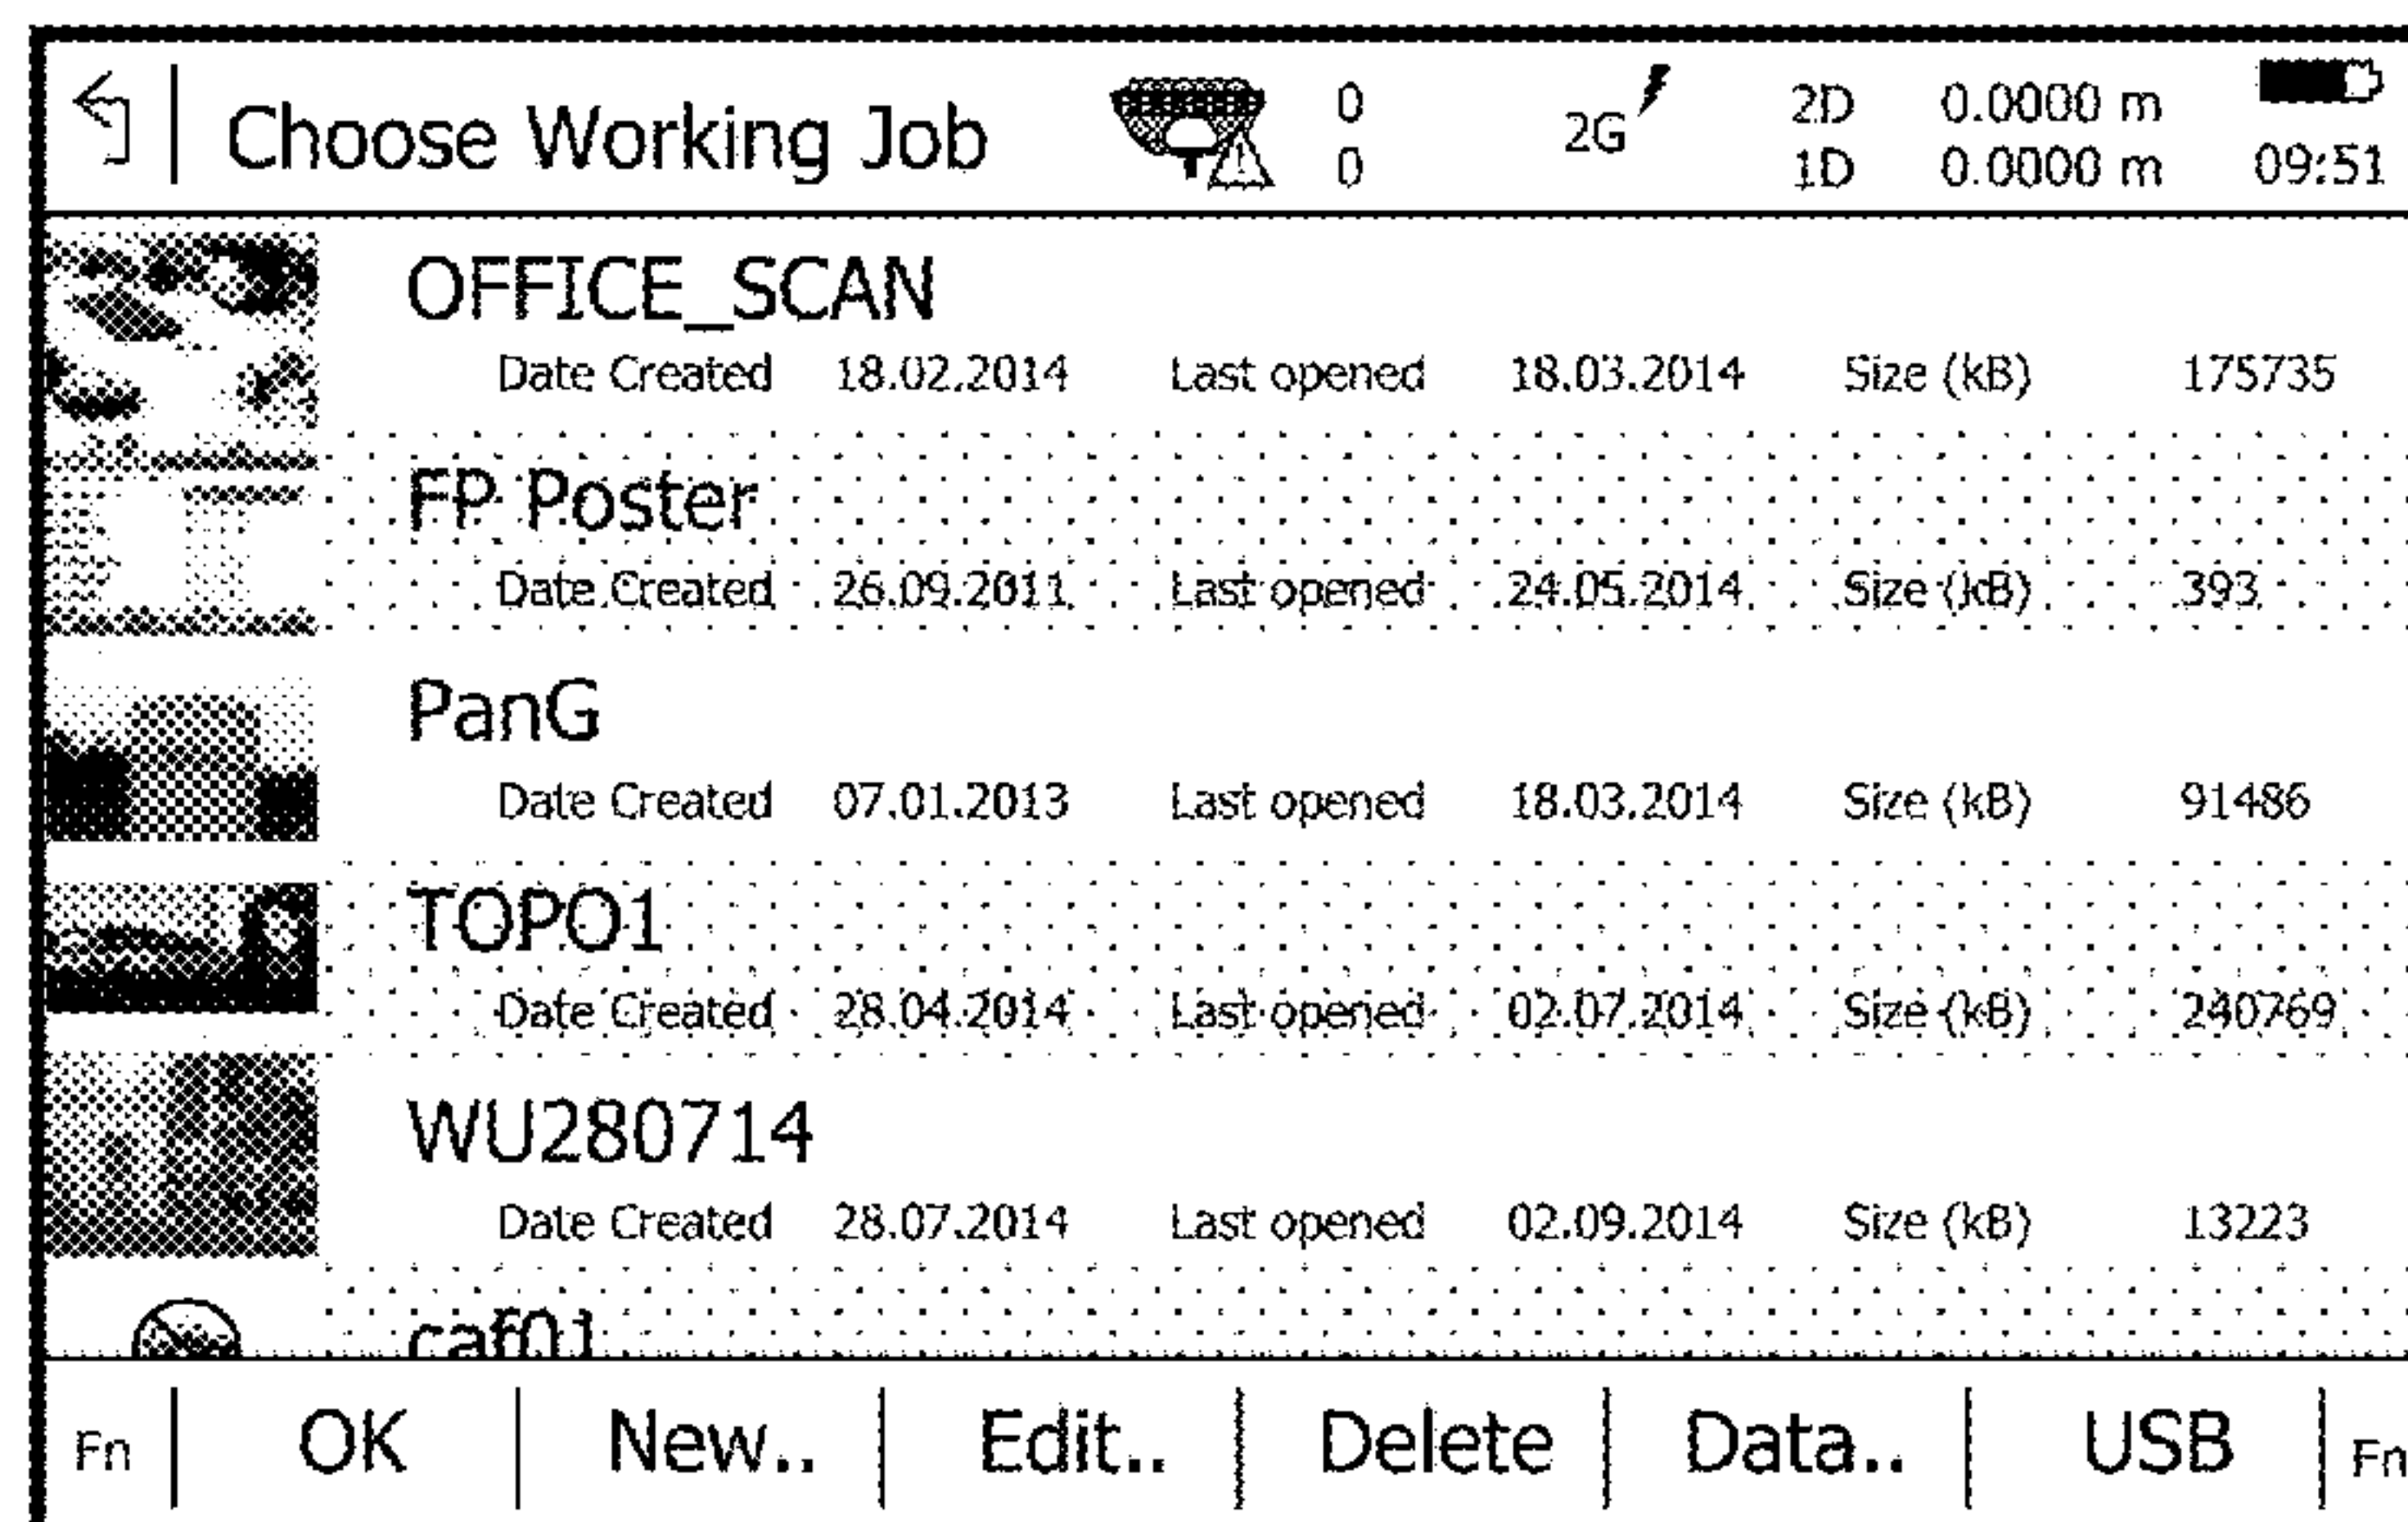 Choose Working Job 0 2G 2D 0.0000 m
0 1D 0.0000 m 09:51
OFFICE_SCAN
Date Created 18.02.2014 Last opened 18.03.2014 Size (kB) 175735
FP Poster
Date Created 26.09.2011 Last opened 24.05.2014 Size (kB) 393
PanG
Date Created 07.01.2013 Last opened 18.03.2014 Size (kB) 91486
TOPO1
Date Created 28.04.2014 Last opened 02.07.2014 Size (kB) 240769
WU280714
Date Created 28.07.2014 Last opened 02.09.2014 Size (kB) 13223
Fn OK New.. Edit.. Delete Data.. USB Fn